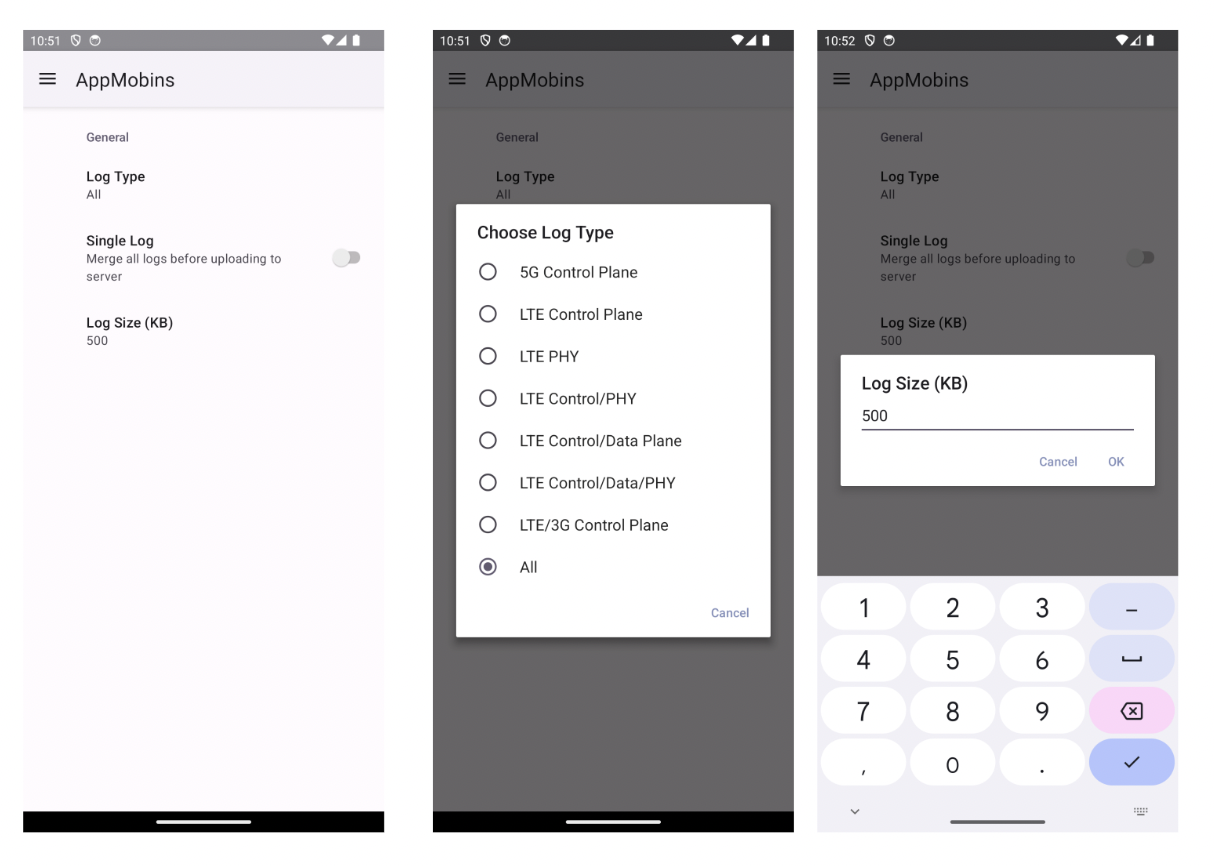 10:51
AppMobins
General
Log Type
All
Single Log
Merge all logs before uploading to
server
Log Size (KB)
500
10:51
AppMobins
General
Log Type
All
Choose Log Type
5G Control Plane
LTE Control Plane
LTE PHY
LTE Control/PHY
LTE Control/Data Plane
LTE Control/Data/PHY
LTE/3G Control Plane
All
Cancel
10:52
AppMobins
General
Log Type
All
Single Log
Merge all logs before uploading to
server
Log Size (KB)
500
Log Size (KB)
500
Cancel OK
1 2 3 –
4 5 6
7 8 9
, 0 .